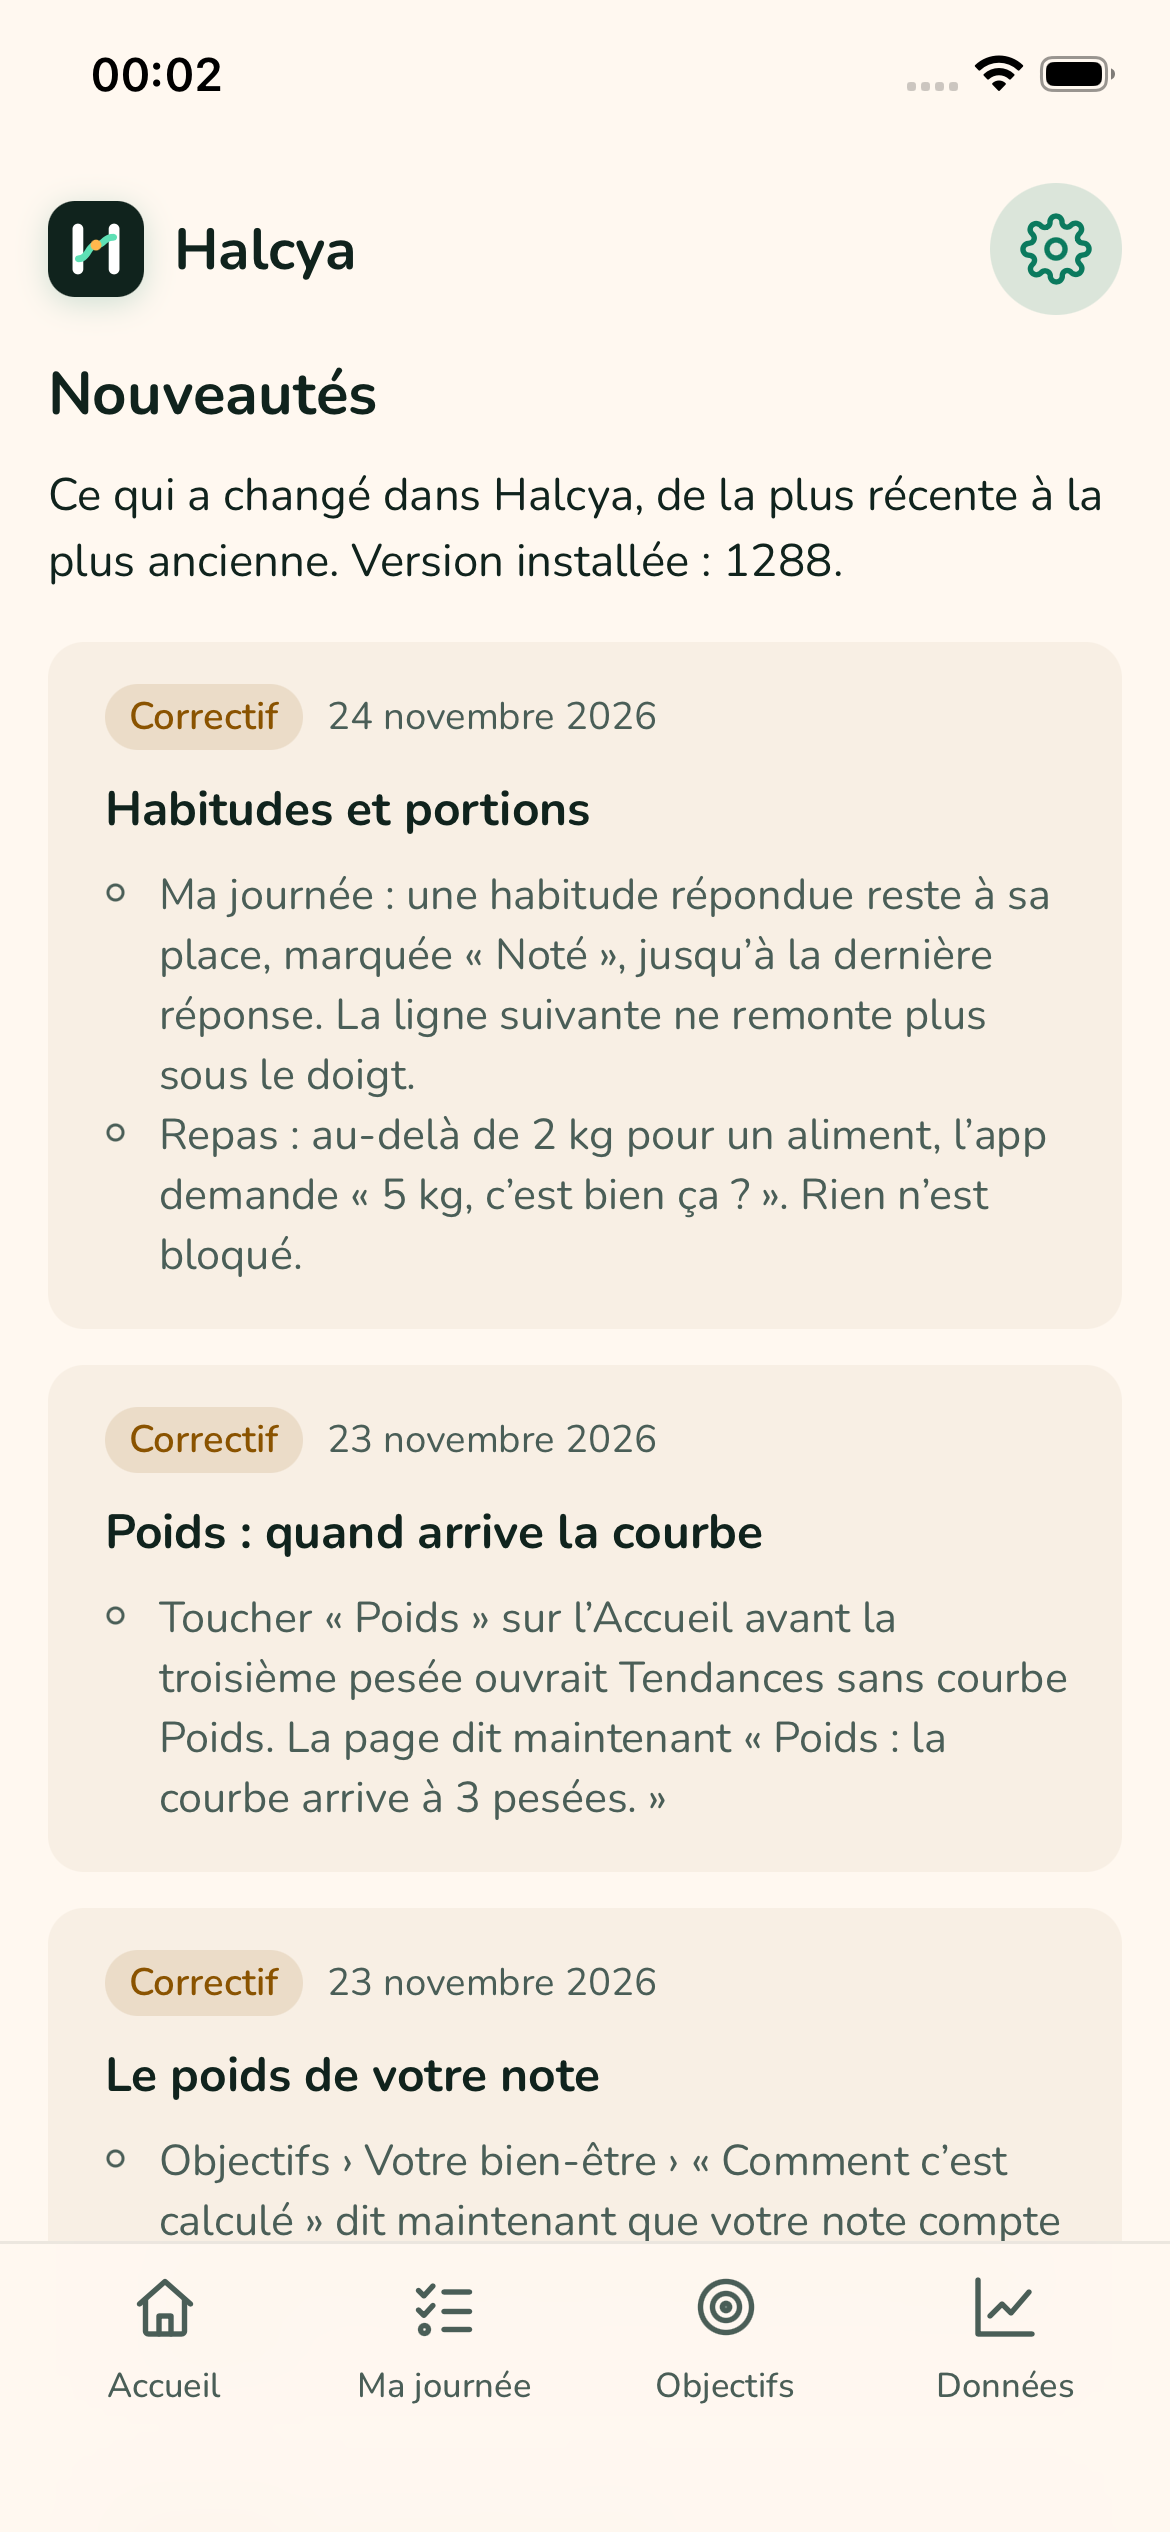 00:02
Halcya
Nouveautés
Ce qui a changé dans Halcya, de la plus récente à la
plus ancienne. Version installée : 1288.
Correctif 24 novembre 2026
Habitudes et portions
Ma journée : une habitude répondue reste à sa
place, marquée « Noté », jusqu’à la dernière
réponse. La ligne suivante ne remonte plus
sous le doigt.
Repas : au-delà de 2 kg pour un aliment, l’app
demande « 5 kg, c’est bien ça ? ». Rien n’est
bloqué.
Correctif 23 novembre 2026
Poids : quand arrive la courbe
Toucher « Poids » sur l’Accueil avant la
troisième pesée ouvrait Tendances sans courbe
Poids. La page dit maintenant « Poids : la
courbe arrive à 3 pesées. »
Correctif 23 novembre 2026
Le poids de votre note
Objectifs › Votre bien-être › « Comment c’est
calculé » dit maintenant que votre note compte
Accueil Ma journée Objectifs Données